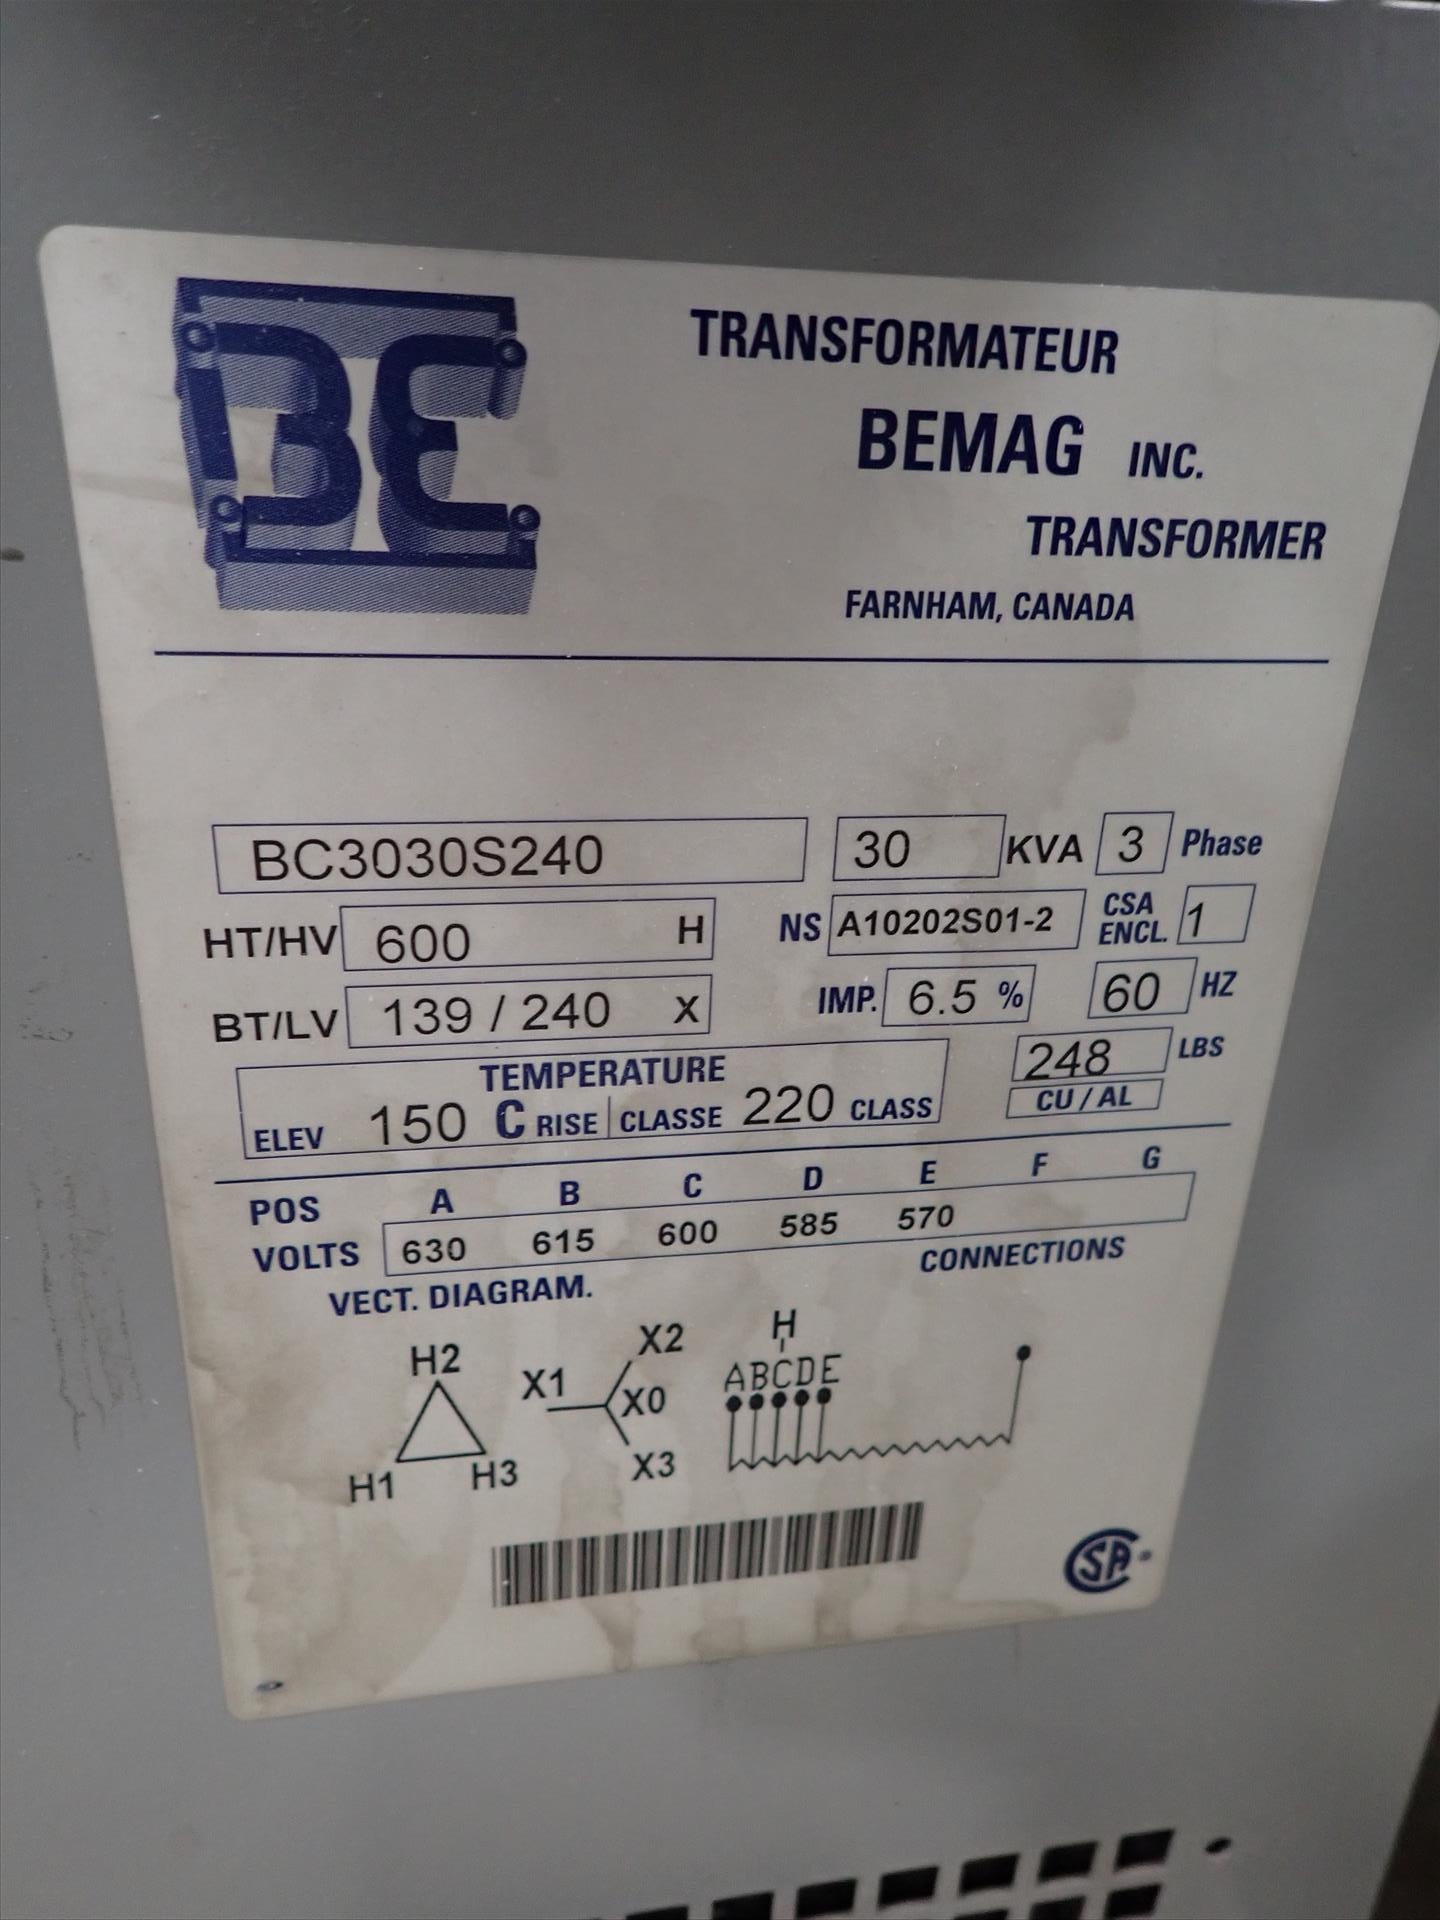 BE
TRANSFORMATEUR
BEMAG INC.
TRANSFORMER
FARNHAM, CANADA
BC3030S240 30 KVA 3 Phase
HT/HV 600 H NS A10202S01-2 CSA ENCL. 1
BT/LV 139 / 240 X IMP. 6.5 % 60 HZ
TEMPERATURE 248 LBS
ELEV 150 C RISE CLASSE 220 CLASS CU / AL
POS A B C D E F G
VOLTS 630 615 600 585 570
VECT. DIAGRAM. CONNECTIONS
H2 X2 H
X1 X0 ABCDE
H1 H3 X3
CSA